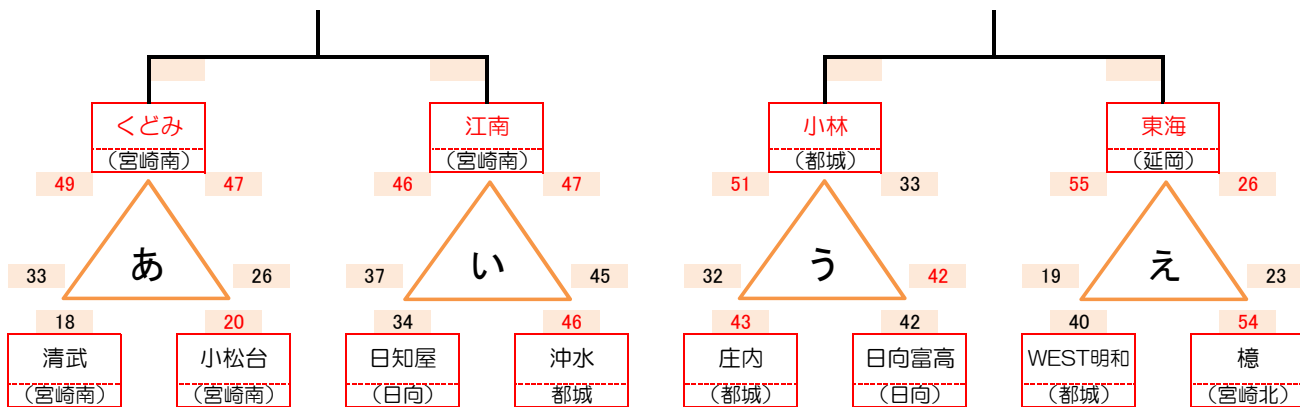 くどみ 江南 小林 東海
（宮崎南） （宮崎南） （都城） （延岡）
49 47 46 47 51 33 55 26
あ い う え
33 26 37 45 32 42 19 23
18 20 34 46 43 42 40 54
清武 小松台 日知屋 沖水 庄内 日向富高 WEST明和 檍
（宮崎南） （宮崎南） （日向） 都城 （都城） （日向） （都城） （宮崎北）